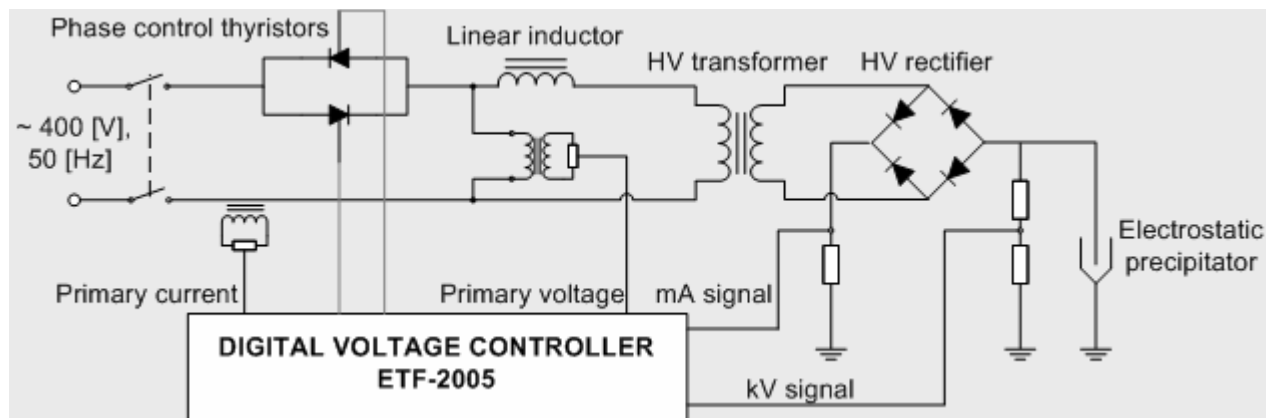 Phase control thyristors
Linear inductor
HV transformer
HV rectifier
~ 400 [V],
50 [Hz]
Electrostatic
precipitator
Primary current
Primary voltage
mA signal
DIGITAL VOLTAGE CONTROLLER
ETF-2005
kV signal